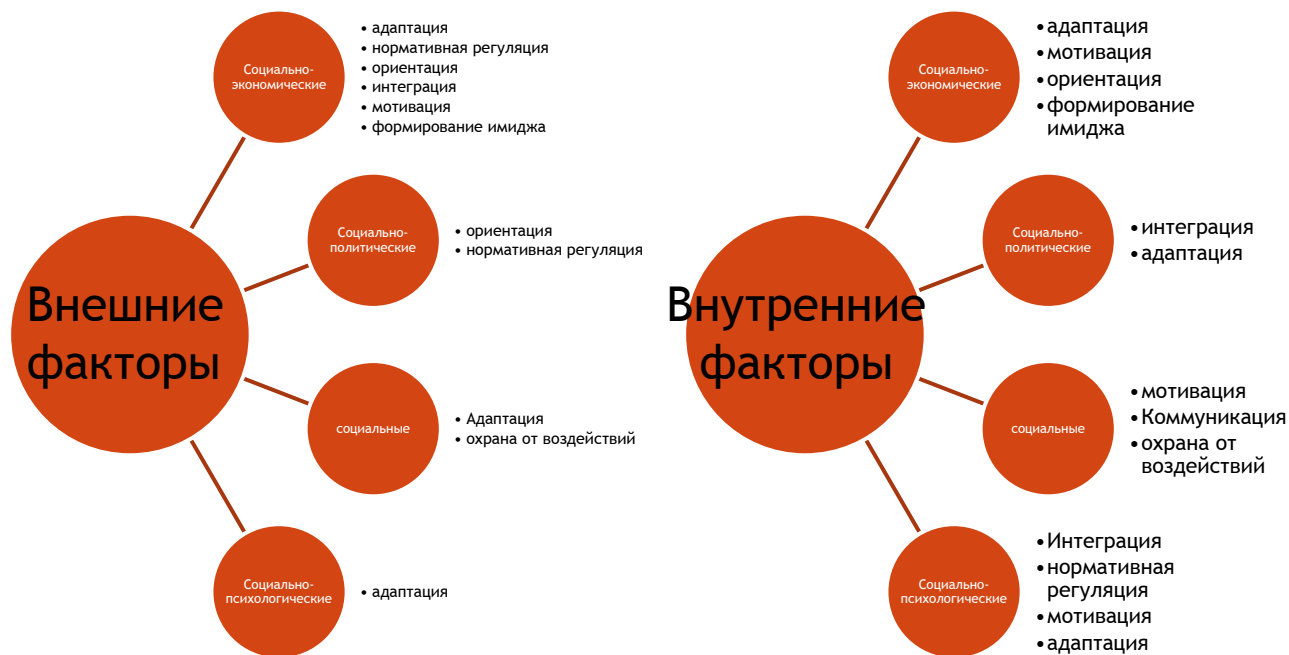 Внешние
факторы
Социально-
экономические
• адаптация
• нормативная регуляция
• ориентация
• интеграция
• мотивация
• формирование имиджа
Социально-
политические
• ориентация
• нормативная регуляция
социальные
• Адаптация
• охрана от воздействий
Социально-
психологические
• адаптация
Внутренние
факторы
Социально-
экономические
•адаптация
•мотивация
•ориентация
•формирование
имиджа
Социально-
политические
•интеграция
•адаптация
социальные
•мотивация
•Коммуникация
•охрана от
воздействий
Социально-
психологические
•Интеграция
•нормативная
регуляция
•мотивация
•адаптация